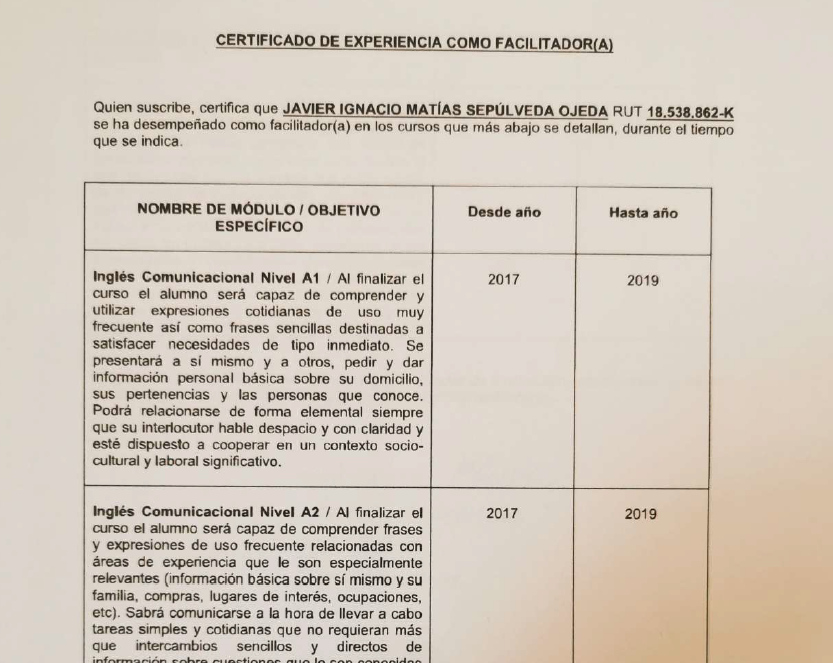 CERTIFICADO DE EXPERIENCIA COMO FACILITADOR(A)
Quien suscribe, certifica que JAVIER IGNACIO MATÍAS SEPÚLVEDA OJEDA RUT 18.538.862-K
se ha desempeñado como facilitador(a) en los cursos que más abajo se detallan, durante el tiempo
que se indica.
NOMBRE DE MÓDULO / OBJETIVO
ESPECÍFICO
Desde año
Hasta año
Inglés Comunicacional Nivel A1 / Al finalizar el
curso el alumno será capaz de comprender y
utilizar expresiones cotidianas de uso muy
frecuente así como frases sencillas destinadas a
satisfacer necesidades de tipo inmediato. Se
presentará a sí mismo y a otros, pedir y dar
información personal básica sobre su domicilio,
sus pertenencias y las personas que conoce.
Podrá relacionarse de forma elemental siempre
que su interlocutor hable despacio y con claridad y
esté dispuesto a cooperar en un contexto socio-
cultural y laboral significativo.
2017
2019
Inglés Comunicacional Nivel A2 / Al finalizar el
curso el alumno será capaz de comprender frases
y expresiones de uso frecuente relacionadas con
áreas de experiencia que le son especialmente
relevantes (información básica sobre sí mismo y su
familia, compras, lugares de interés, ocupaciones,
etc). Sabrá comunicarse a la hora de llevar a cabo
tareas simples y cotidianas que no requieran más
que intercambios sencillos y directos de
información sobre cuestiones que le son conocidas
2017
2019